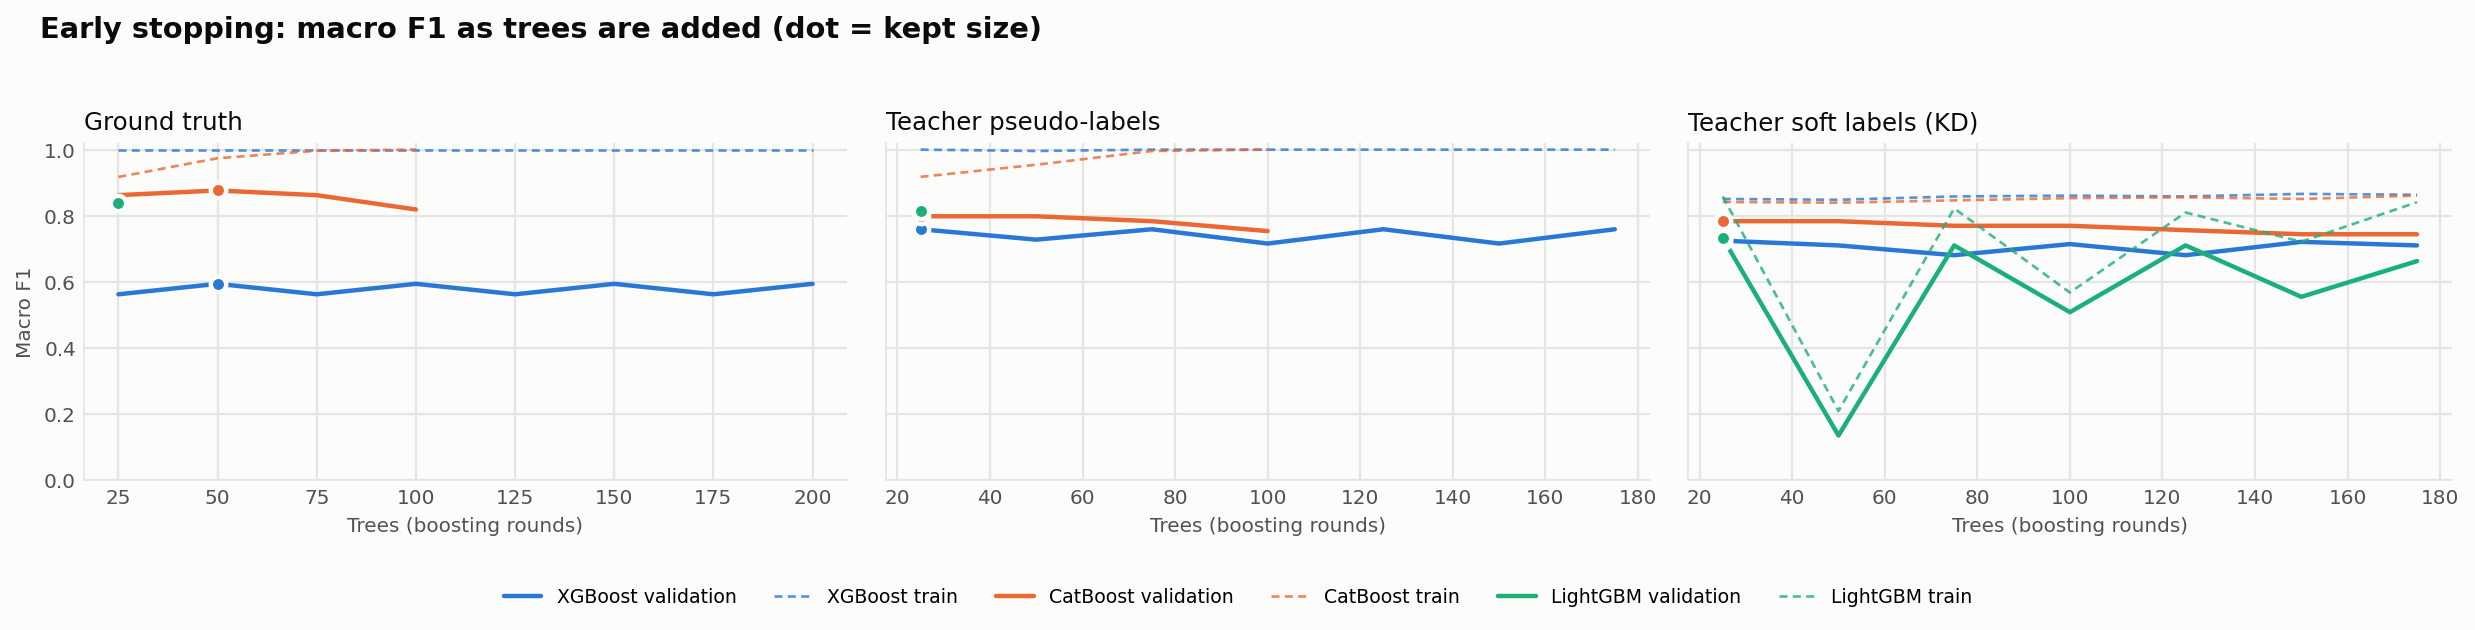 Early stopping: macro F1 as trees are added (dot = kept size)
Ground truth
Teacher pseudo-labels
Teacher soft labels (KD)
Macro F1
1.0
0.8
0.6
0.4
0.2
0.0
25 50 75 100 125 150 175 200
20 40 60 80 100 120 140 160 180
20 40 60 80 100 120 140 160 180
Trees (boosting rounds)
Trees (boosting rounds)
Trees (boosting rounds)
XGBoost validation XGBoost train CatBoost validation CatBoost train LightGBM validation LightGBM train